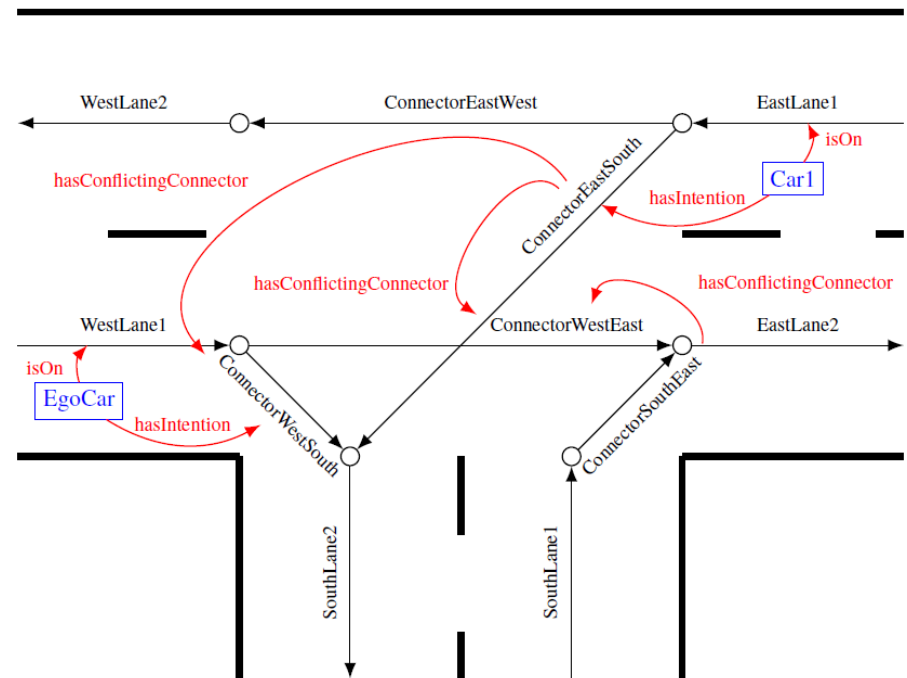 WestLane2
ConnectorEastWest
EastLane1
isOn
hasConflictingConnector
ConnectorEastSouth
Car1
hasIntention
hasConflictingConnector
hasConflictingConnector
WestLane1
ConnectorWestEast
EastLane2
isOn
EgoCar
hasIntention
ConnectorWestSouth
ConnectorSouthEast
SouthLane2
SouthLane1